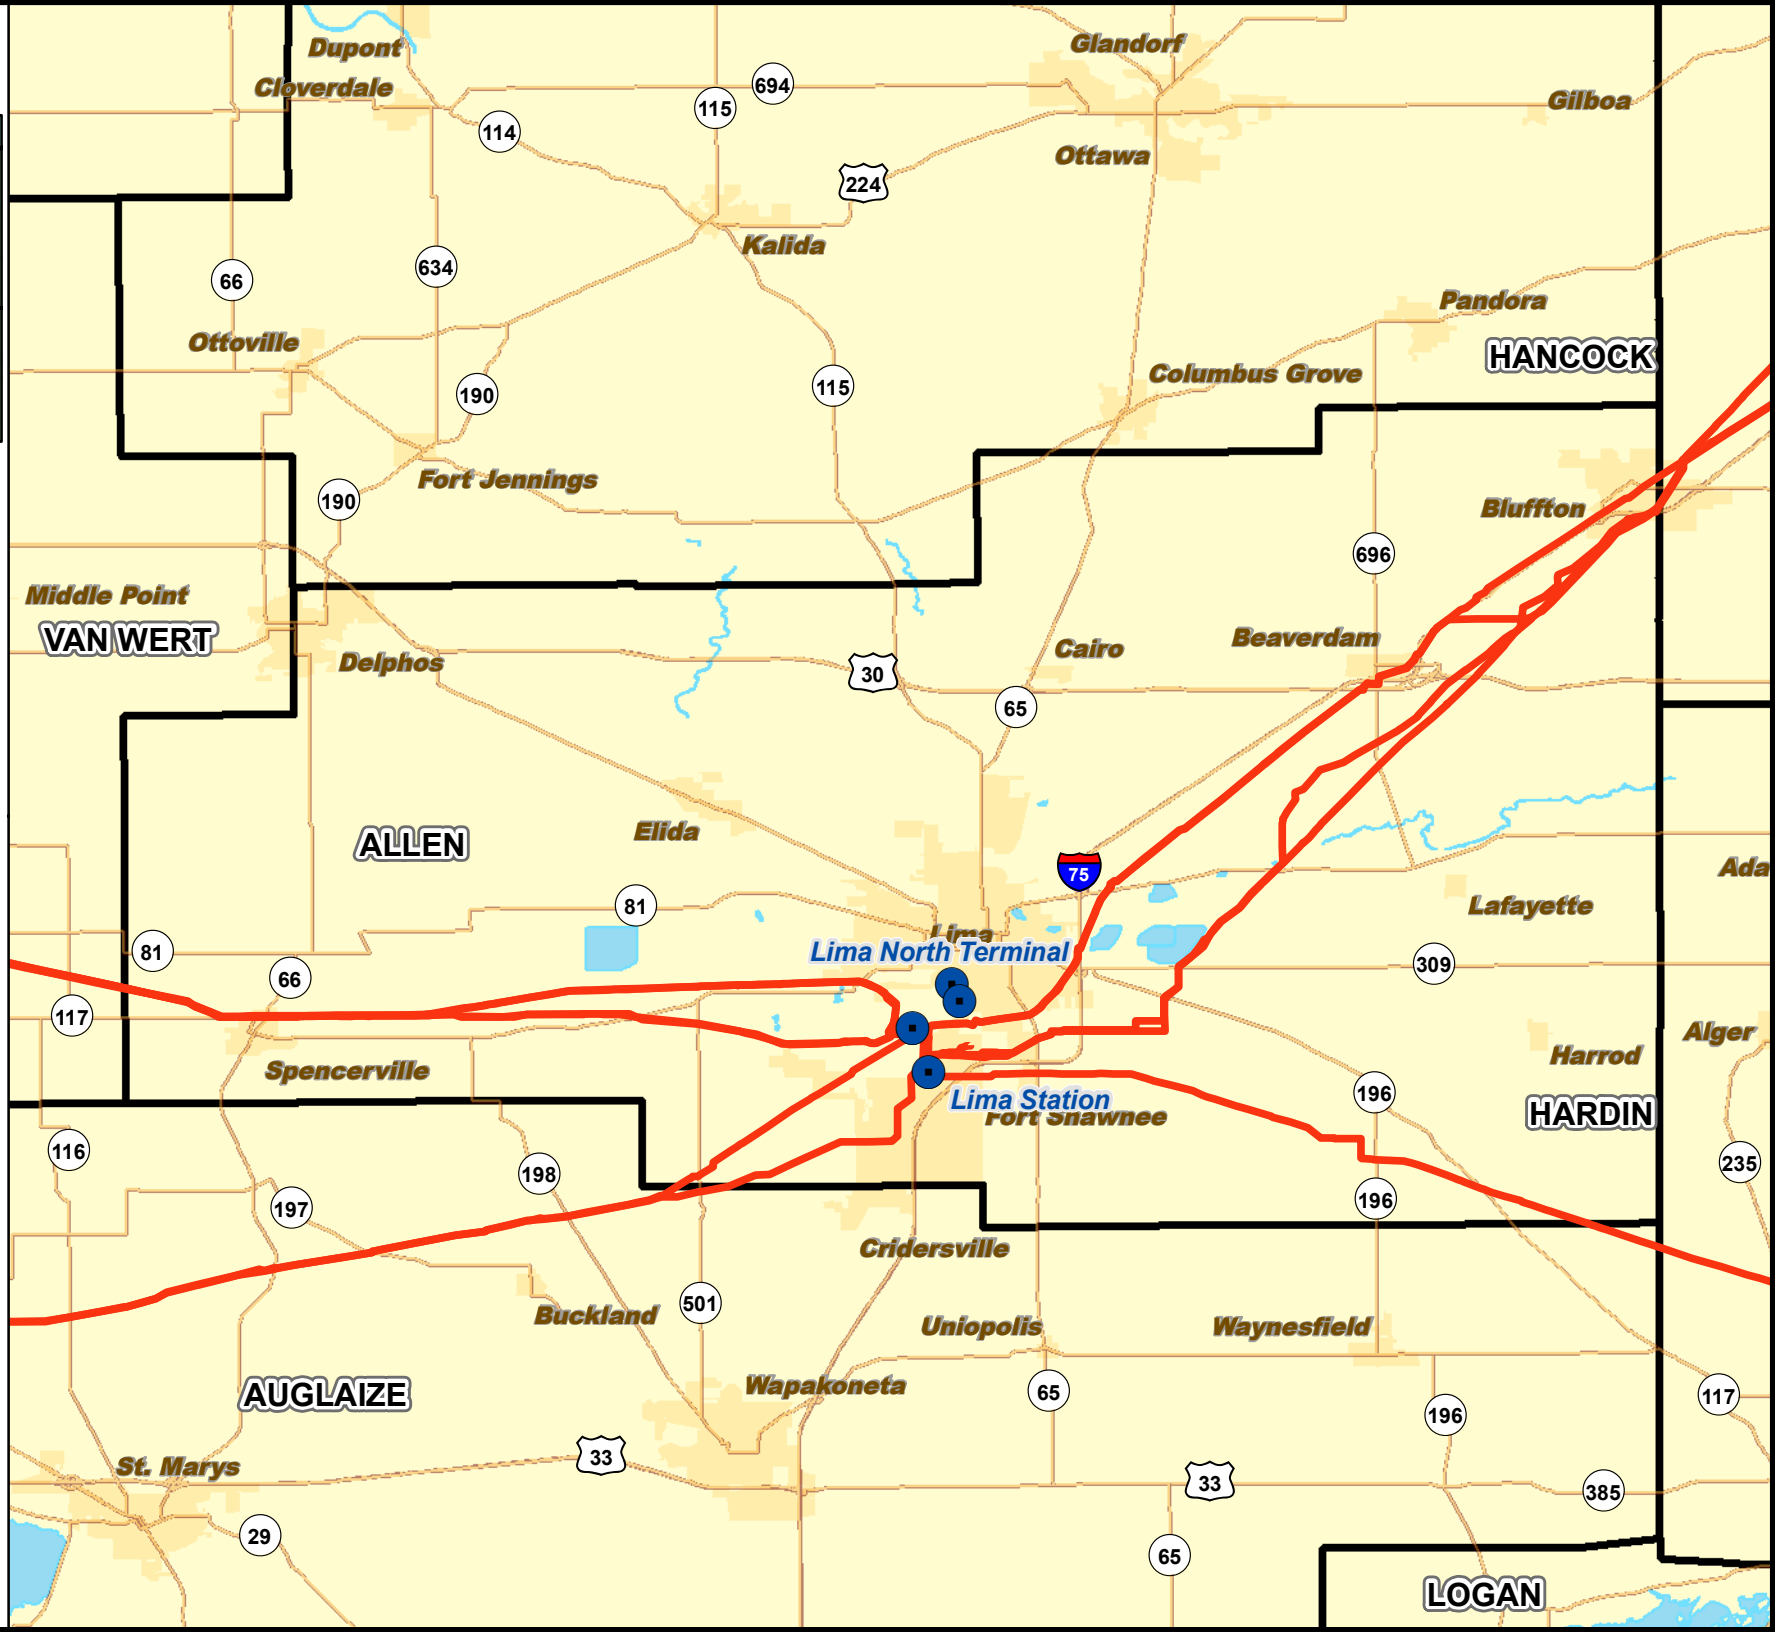 Dupont
Glandorf
Cloverdale
694
Gilboa
115
114
Ottawa
224
Kalida
66
634
Pandora
Ottoville
HANCOCK
Columbus Grove
115
190
Fort Jennings
190
Bluffton
696
Middle Point
VAN WERT
Beaverdam
Cairo
Delphos
30
65
Elida
ALLEN
75
Ada
81
Lafayette
Lima
81
Lima North Terminal
309
66
117
Alger
Harrod
Spencerville
196
Lima Station
Fort Shawnee
HARDIN
116
235
198
196
197
Cridersville
501
Buckland
Uniopolis
Waynesfield
Wapakoneta
65
AUGLAIZE
117
196
33
St. Marys
33
385
29
65
LOGAN